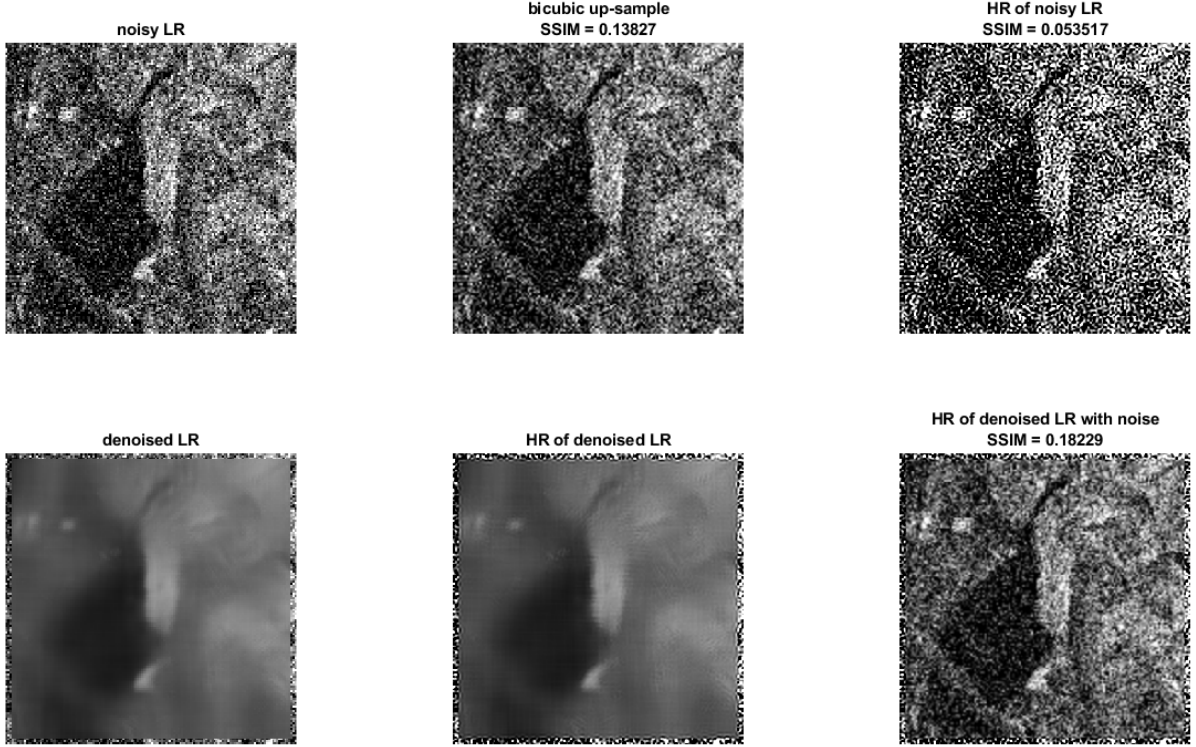 noisy LR
bicubic up-sample
SSIM = 0.13827
HR of noisy LR
SSIM = 0.053517
denoised LR
HR of denoised LR
HR of denoised LR with noise
SSIM = 0.18229